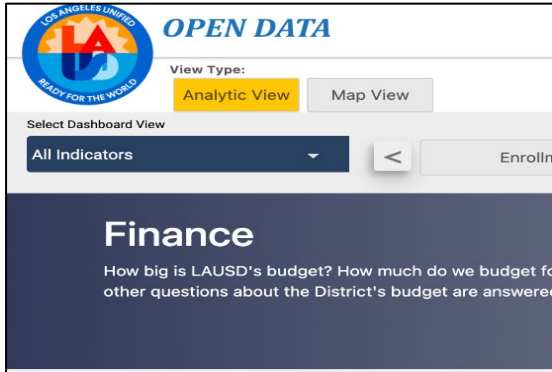 LOS ANGELES UNIFIED
LAUSD
READY FOR THE WORLD
OPEN DATA
View Type:
Analytic View
Map View
Select Dashboard View
All Indicators
<
Enrolln
Finance
How big is LAUSD's budget? How much do we budget fo
other questions about the District's budget are answere